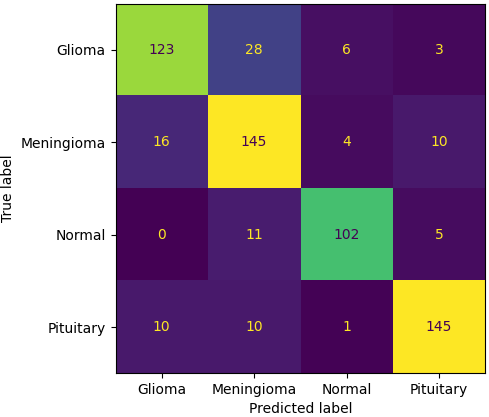 True label
Glioma 123 28 6 3
Meningioma 16 145 4 10
Normal 0 11 102 5
Pituitary 10 10 1 145
Glioma Meningioma Normal Pituitary
Predicted label